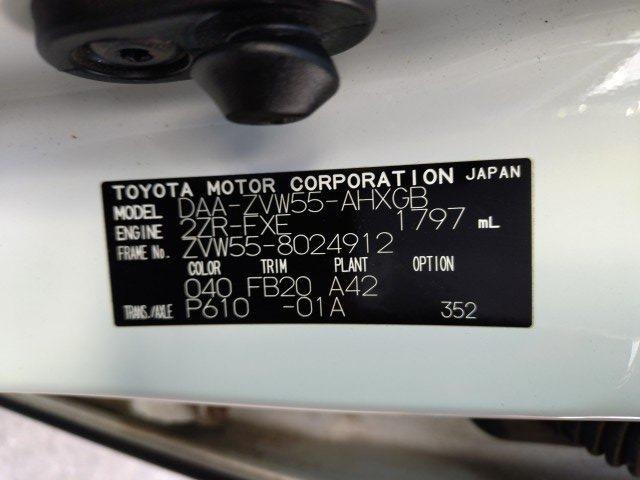 TOYOTA MOTOR CORPORATION JAPAN
MODEL DAA-ZVW55-AHXGB
ENGINE 2ZR-FXE 1797 mL
FRAME No. ZVW55-8024912
COLOR TRIM PLANT OPTION
040 FB20 A42
TRANS./AXLE P610 -01A 352